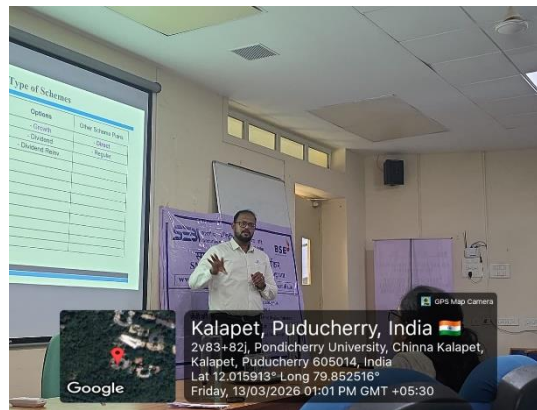 Type of Schemes
Options
Other Scheme Plans
- Growth
- Direct
- Dividend
- Regular
- Dividend Reinv
BSE
GPS Map Camera
Kalapet, Puducherry, India 🇮🇳
2v83+82j, Pondicherry University, Chinna Kalapet,
Kalapet, Puducherry 605014, India
Lat 12.015913° Long 79.852516°
Friday, 13/03/2026 01:01 PM GMT +05:30
Google